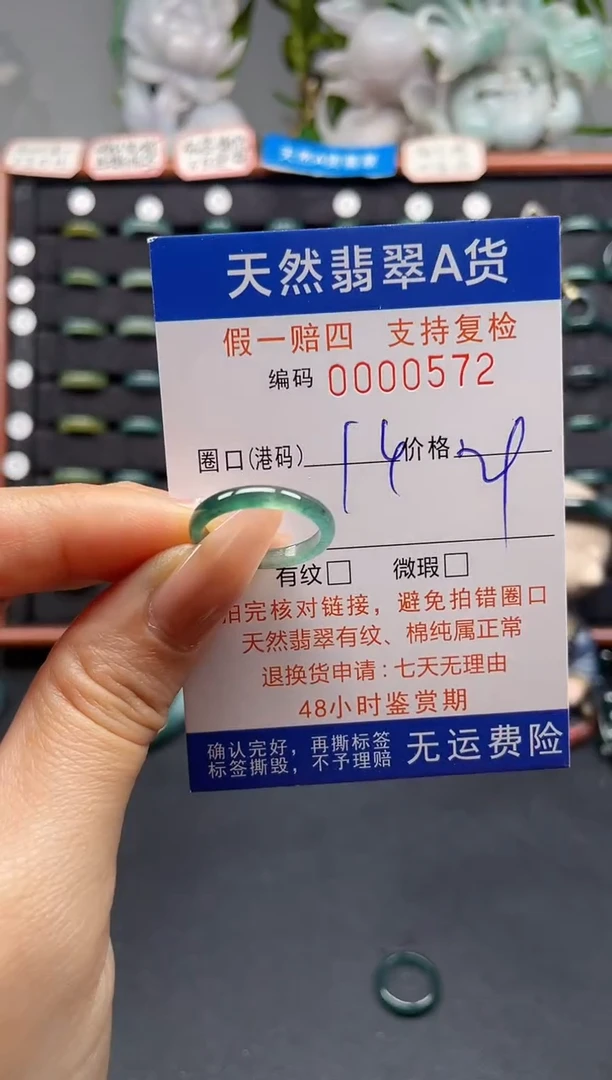 天然翡翠A货
假一赔四 支持复检
编码 0000572
圈口(港码) 14 价格
有纹□ 微瑕□
拍完核对链接，避免拍错圈口
天然翡翠有纹、棉纯属正常
退换货申请：七天无理由
48小时鉴赏期
确认完好，再撕标签
标签撕毁，不予理赔
无运费险